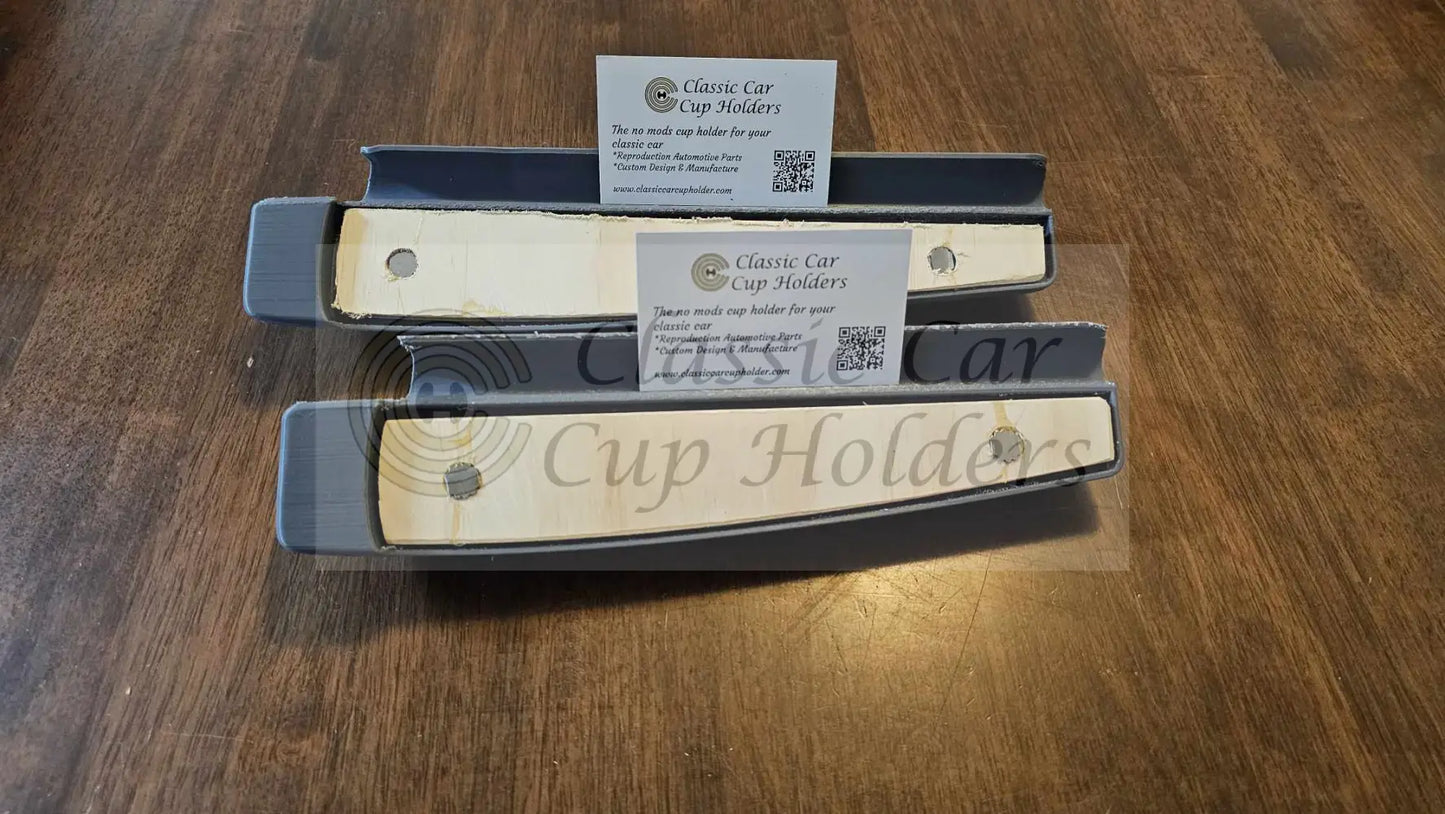 Classic Car
Cup Holders
The no mods cup holder for your
classic car
*Reproduction Automotive Parts
*Custom Design & Manufacture
www.classiccarcupholder.com
Classic Car
Cup Holders
The no mods cup holder for your
classic car
*Reproduction Automotive Parts
*Custom Design & Manufacture
www.classiccarcupholder.com
Classic Car
Cup Holders